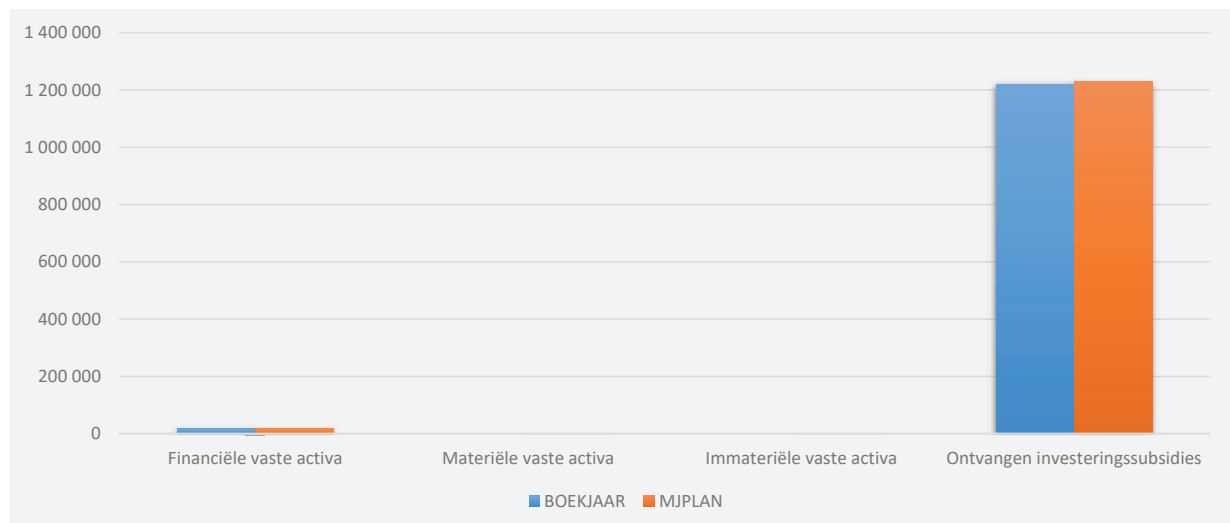 1 400 000
1 200 000
1 000 000
800 000
600 000
400 000
200 000
0
Financiële vaste activa
Materiële vaste activa
Immateriële vaste activa
Ontvangen investeringssubsidies
BOEKJAAR
MJPLAN